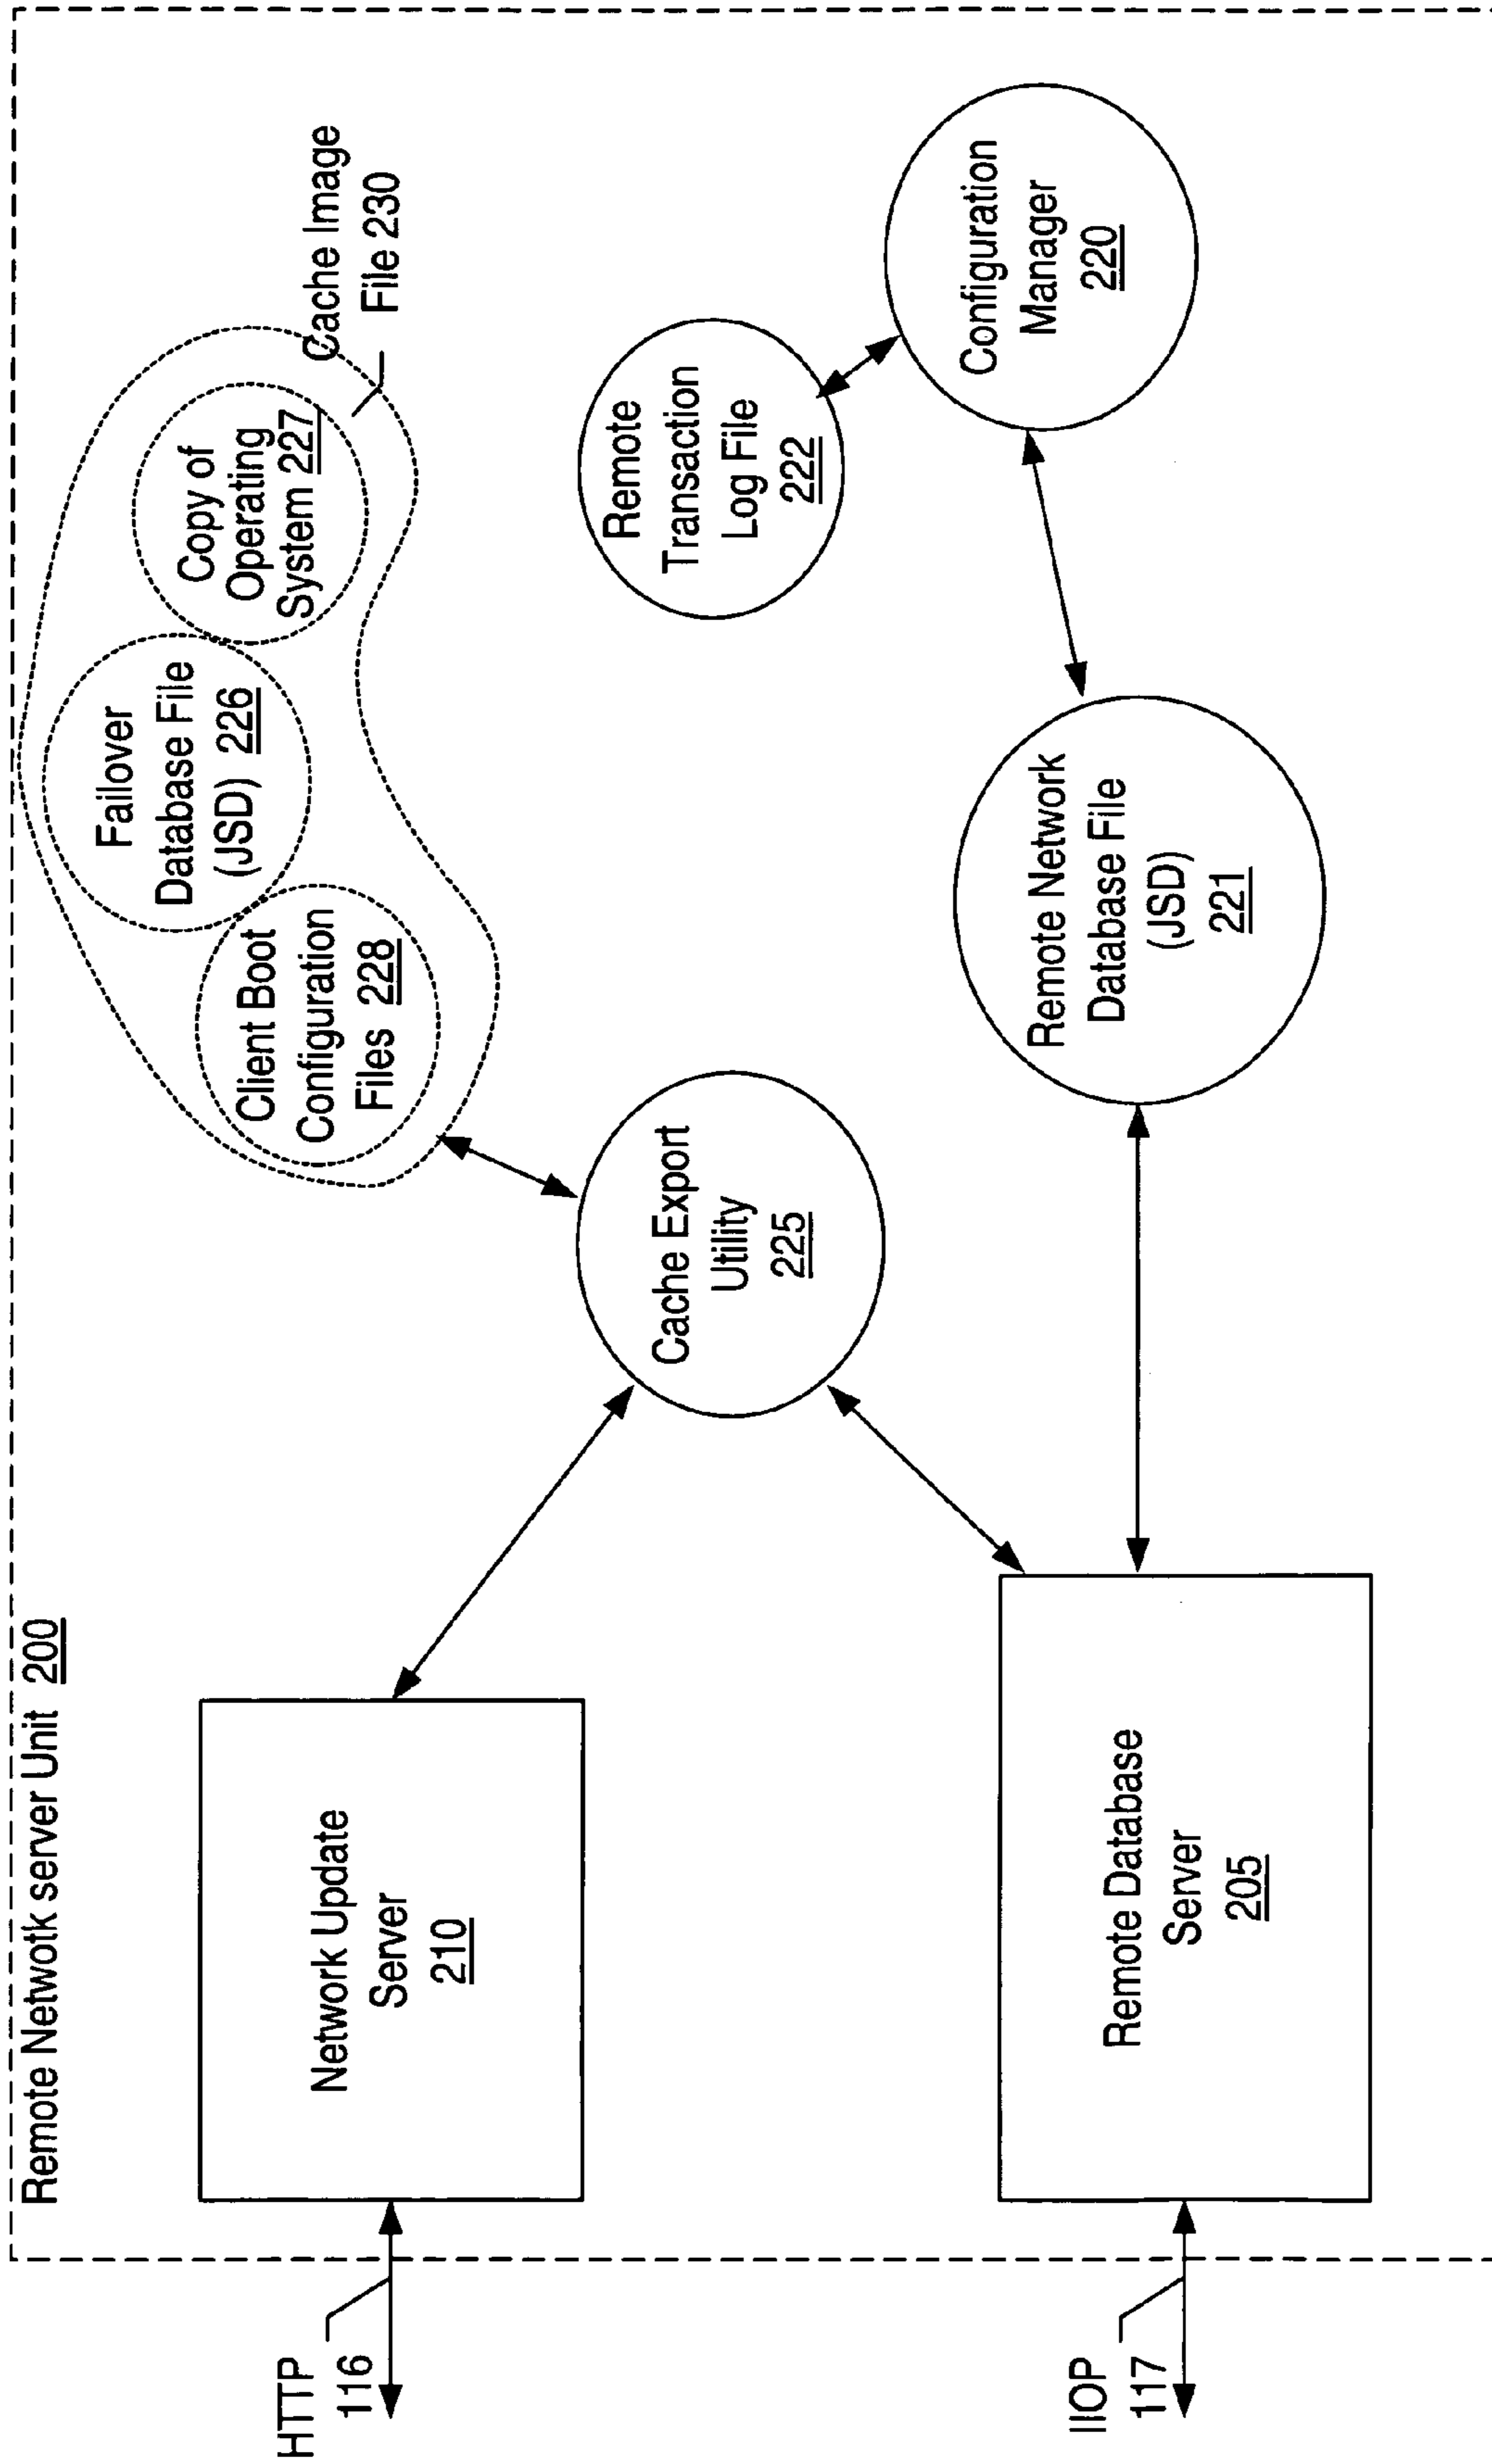 Remote Netwotk server Unit 200
HTTP
116
Network Update
Server
210
Client Boot
Configuration
Files 228
Failover
Database File
(JSD) 226
Copy of
Operating
System 227
Cache Image
File 230
Cache Export
Utility
225
Remote
Transaction
Log File
222
Configuration
Manager
220
IIOP
117
Remote Database
Server
205
Remote Network
Database File
(JSD)
221